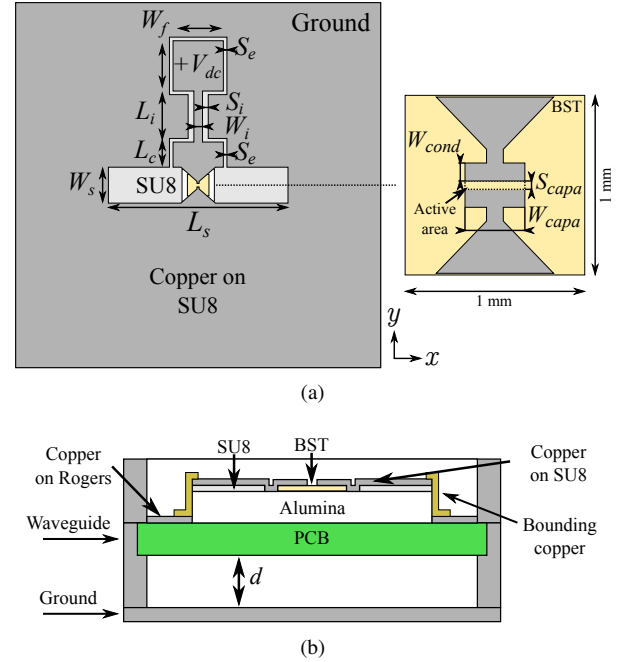 Ground
W_f
S_e
+V_dc
L_i
S_i
W_i
L_c
S_e
W_s
SU8
L_s
Copper on
SU8
y
x
BST
W_cond
S_capa
Active
area
W_capa
1 mm
1 mm
(a)
Copper
on Rogers
SU8
BST
Copper
on SU8
Alumina
Waveguide
PCB
Bounding
copper
d
Ground
(b)